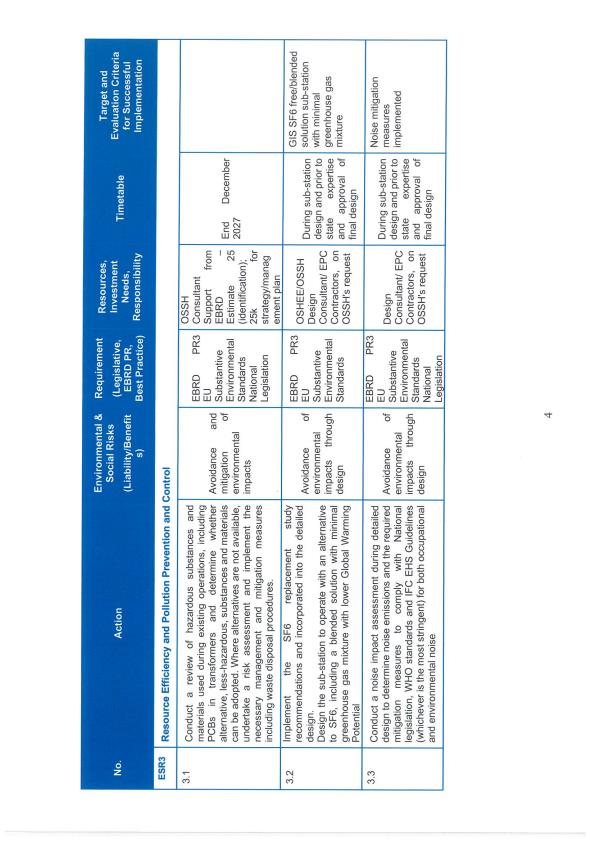 No.
Action
Environmental &
Social Risks
(Liability/Benefit
s)
Requirement
(Legislative,
EBRD PR,
Best Practice)
Resources,
Investment
Needs,
Responsibility
Timetable
Target and
Evaluation Criteria
for Successful
Implementation
ESR3
Resource Efficiency and Pollution Prevention and Control
3.1
Conduct a review of hazardous substances and
materials used during existing operations, including
PCBs in transformers and determine whether
alternative, less-hazardous, substances and materials
can be adopted. Where alternatives are not available,
undertake a risk assessment and implement the
necessary management and mitigation measures
including waste disposal procedures.
Avoidance and
mitigation of
environmental
impacts
EBRD PR3
EU
Substantive
Environmental
Standards
National
Legislation
OSSH
Consultant
Support from
EBRD –
Estimate 25
(identification);
25k for
strategy/manag
ement plan
End December
2027
3.2
Implement the SF6 replacement study
recommendations and incorporated into the detailed
design.
Design the sub-station to operate with an alternative
to SF6, including a blended solution with minimal
greenhouse gas mixture with lower Global Warming
Potential
Avoidance of
environmental
impacts through
design
EBRD PR3
EU
Substantive
Environmental
Standards
OSHEE/OSSH
Design
Consultant/ EPC
Contractors, on
OSSH's request
During sub-station
design and prior to
state expertise
and approval of
final design
GIS SF6 free/blended
solution sub-station
with minimal
greenhouse gas
mixture
3.3
Conduct a noise impact assessment during detailed
design to determine noise emissions and the required
mitigation measures to comply with National
legislation, WHO standards and IFC EHS Guidelines
(whichever is the most stringent) for both occupational
and environmental noise
Avoidance of
environmental
impacts through
design
EBRD PR3
EU
Substantive
Environmental
Standards
National
Legislation
Design
Consultant/ EPC
Contractors, on
OSSH's request
During sub-station
design and prior to
state expertise
and approval of
final design
Noise mitigation
measures
implemented
4